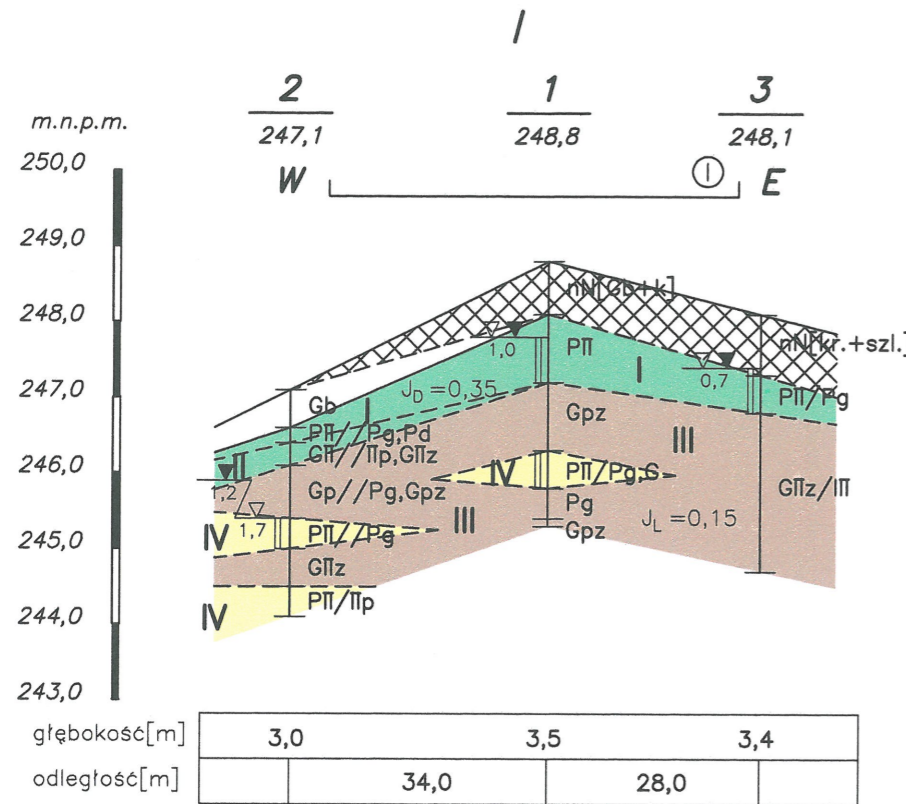 I
2 1 3
247,1 248,8 248,1
m.n.p.m.
250,0
W I E
249,0
nN[Gb+k]
248,0
nN[kr.+szl.]
1,0 Pπ I 0,7
247,0
J_D=0,35
Pπ/Pg
Gb I Gpz
Pπ//Pg,Pd III
246,0
II Gπ//πp,Gπz
IV Pπ/Pg,G
1,2 Gp//Pg,Gpz Gπz/Iπ
Pg
III
1,7 J_L=0,15
245,0
IV Pπ//Pg Gpz
Gπz
IV Pπ/πp
244,0
243,0
głębokość[m] 3,0 3,5 3,4
odległość[m] 34,0 28,0